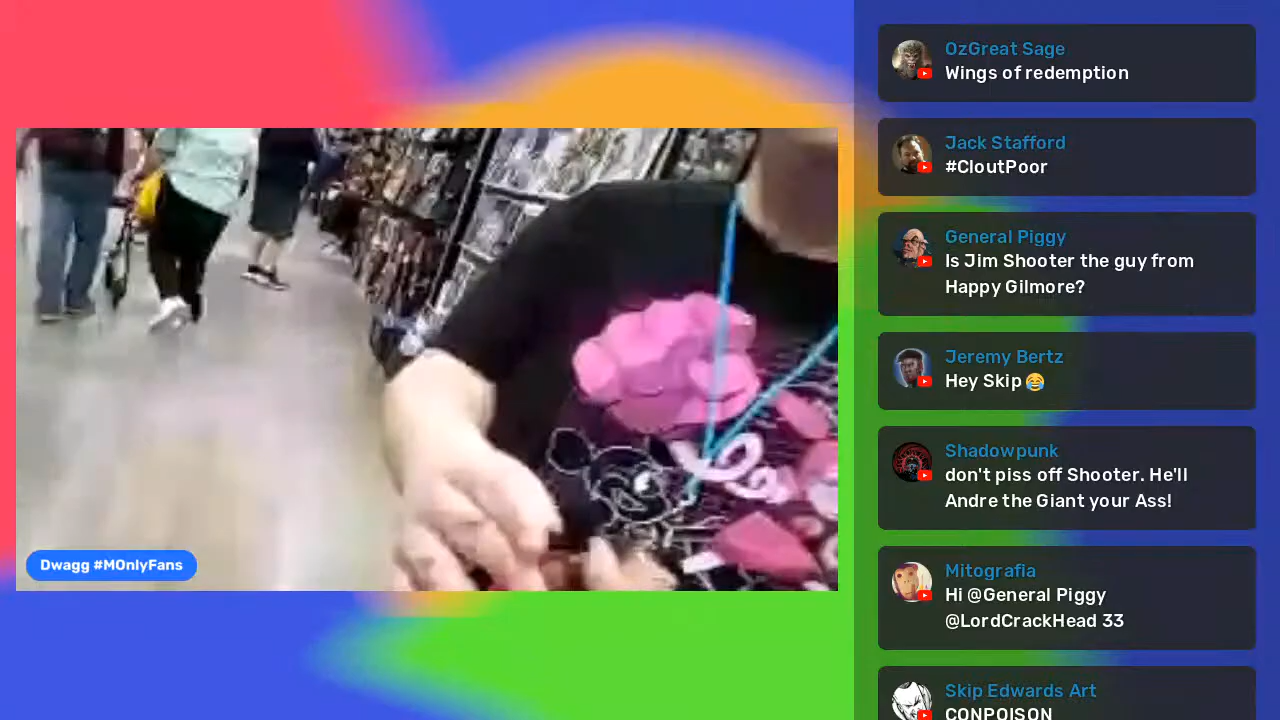 Dwagg #MOnlyFans
OzGreat Sage
Wings of redemption
Jack Stafford
#CloutPoor
General Piggy
Is Jim Shooter the guy from
Happy Gilmore?
Jeremy Bertz
Hey Skip 😂
Shadowpunk
don't piss off Shooter. He'll
Andre the Giant your Ass!
Mitografia
Hi @General Piggy
@LordCrackHead 33
Skip Edwards Art
CONPOISON